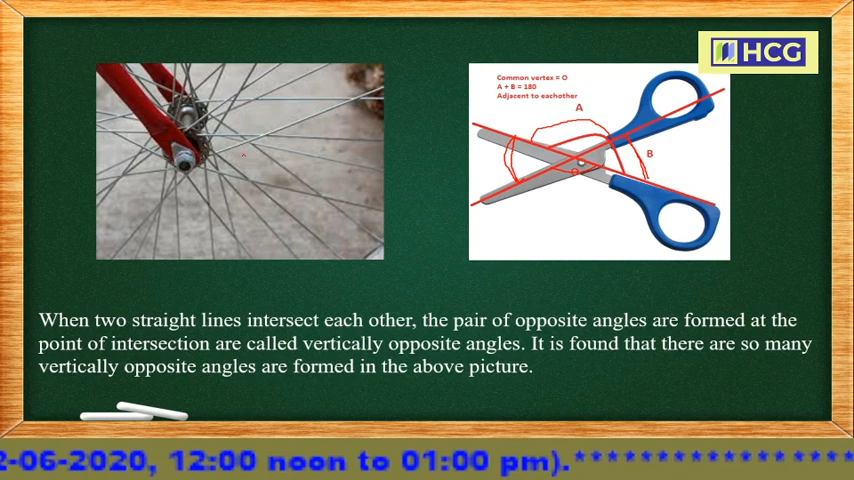 HCG
Common vertex = O
A + B = 180
Adjacent to eachother
A
B
O
When two straight lines intersect each other, the pair of opposite angles are formed at the
point of intersection are called vertically opposite angles. It is found that there are so many
vertically opposite angles are formed in the above picture.
2-06-2020, 12:00 noon to 01:00 pm).********************